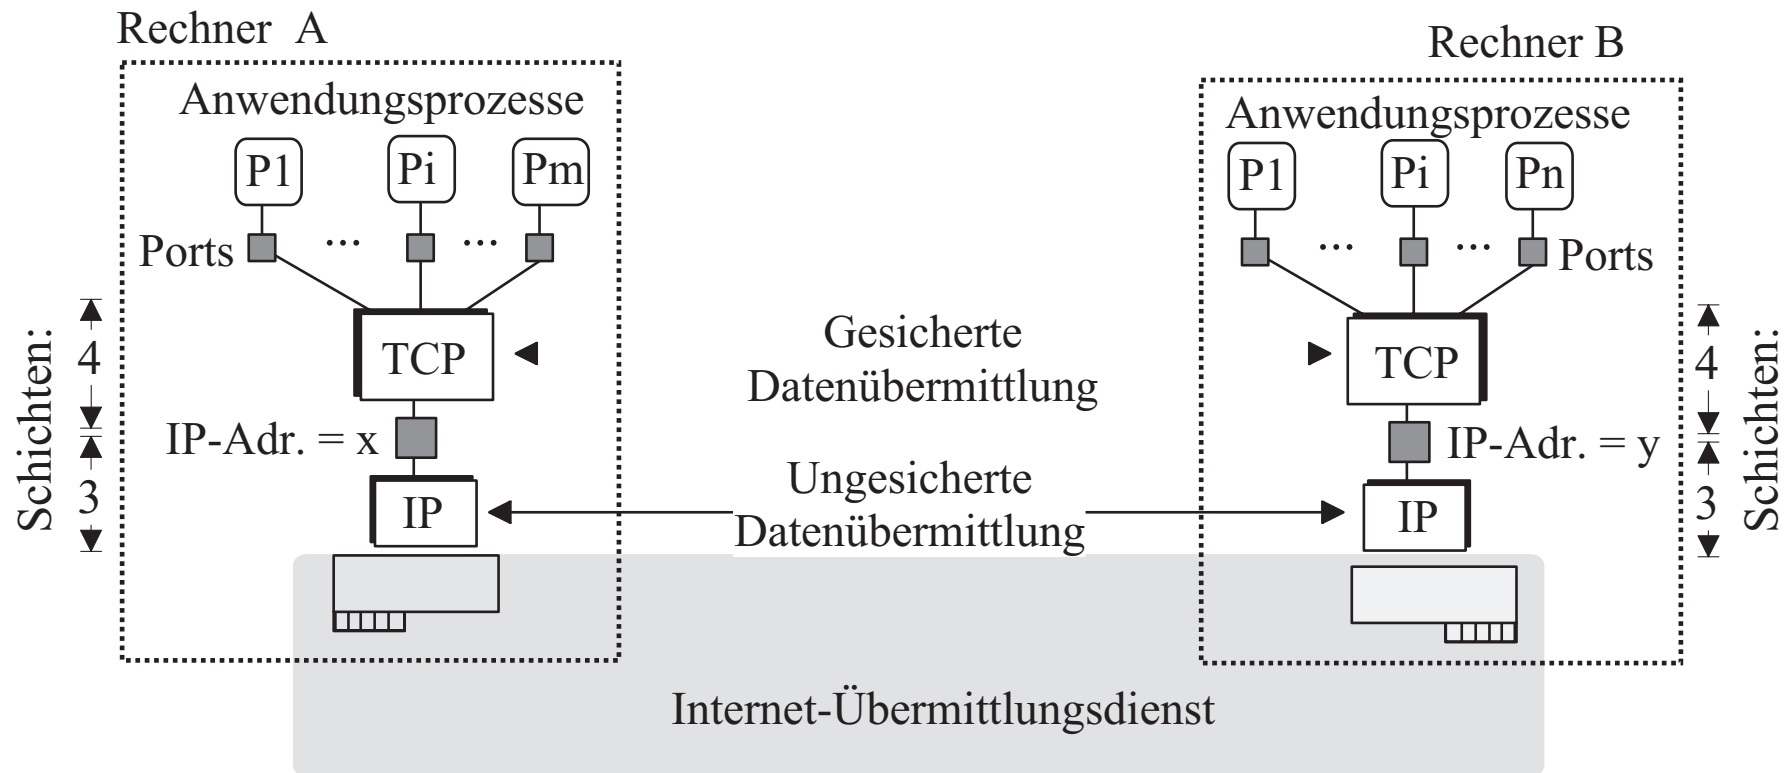 Rechner A
Rechner B
Anwendungsprozesse
Anwendungsprozesse
P1 Pi Pm
P1 Pi Pn
Ports ... ...
... ... Ports
Schichten:
4
3
TCP
Gesicherte
Datenübermittlung
TCP
4
3
Schichten:
IP-Adr. = x
IP-Adr. = y
IP
Ungesicherte
Datenübermittlung
IP
Internet-Übermittlungsdienst